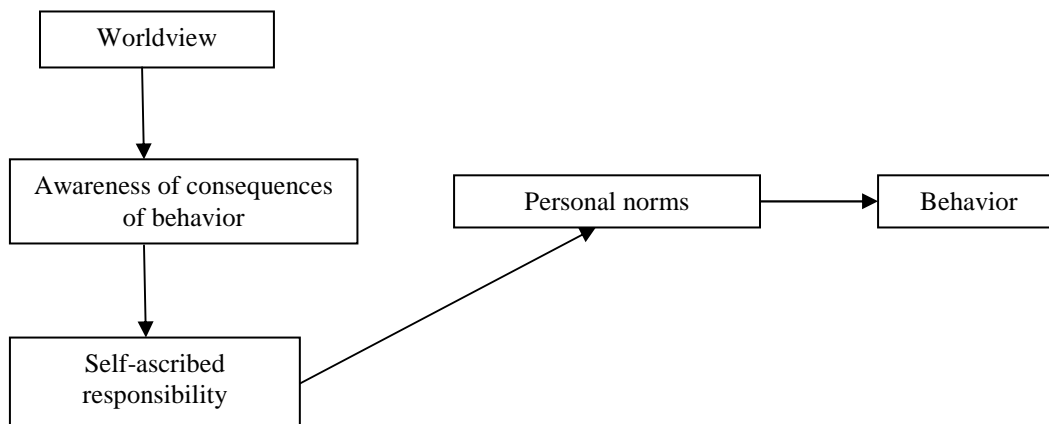 Worldview
Awareness of consequences
of behavior
Personal norms
Behavior
Self-ascribed
responsibility